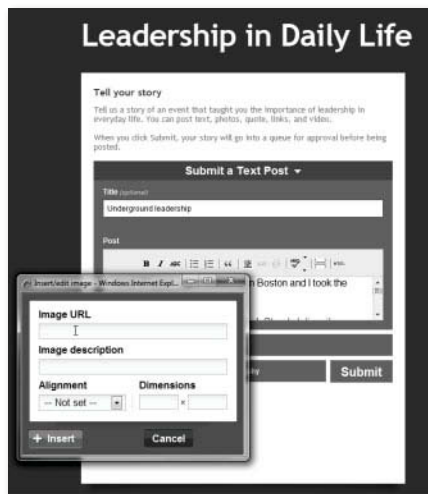 Leadership in Daily Life
Tell your story
Tell us a story of an event that taught you the importance of leadership in
everyday life. You can post text, photos, quote, links, and video.
When you click Submit, your story will go into a queue for approval before being
posted.
Submit a Text Post
Title (optional)
Underground leadership
Post
B I ABC HTML
n Boston and I took the
Insert/edit image - Windows Internet Expl...
Image URL
Image description
Alignment Dimensions
-- Not set -- ×
Submit
+ Insert Cancel